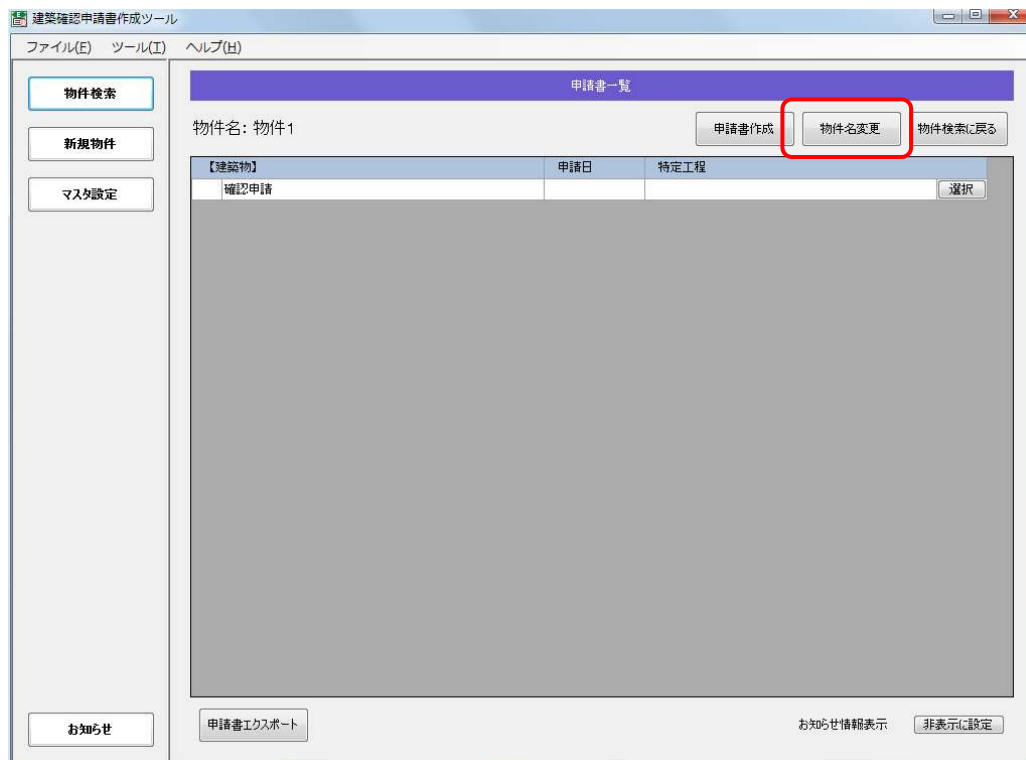 建築確認申請書作成ツール
ファイル(F) ツール(T) ヘルプ(H)
物件検索
新規物件
マスタ設定
申請書一覧
物件名: 物件1
申請書作成 物件名変更 物件検索に戻る
【建築物】 申請日 特定工程
確認申請 選択
お知らせ
申請書エクスポート
お知らせ情報表示 非表示に設定